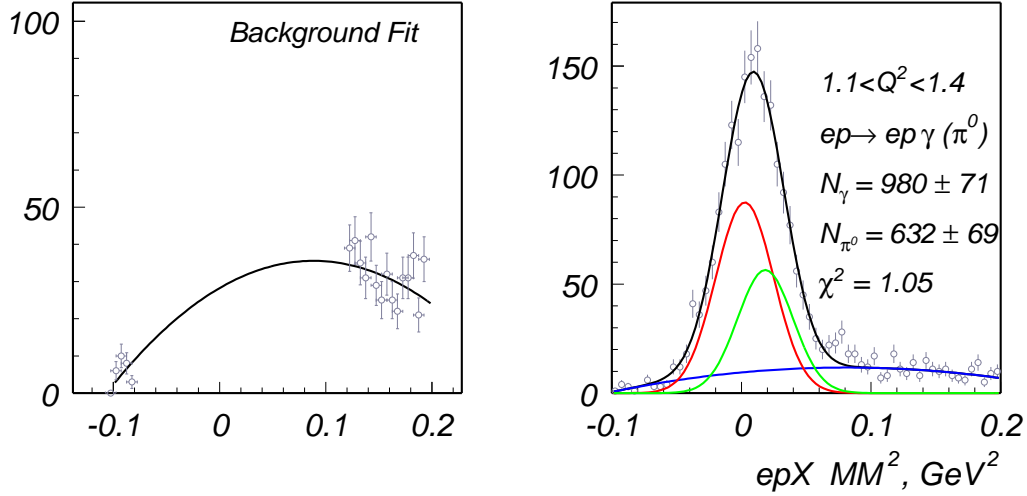 Background Fit
100
50
0
-0.1
0
0.1
0.2
1.1<Q²<1.4
ep→ ep γ (π⁰)
N_γ = 980 ± 71
N_π⁰ = 632 ± 69
χ² = 1.05
150
100
50
0
-0.1
0
0.1
0.2
epX MM², GeV²